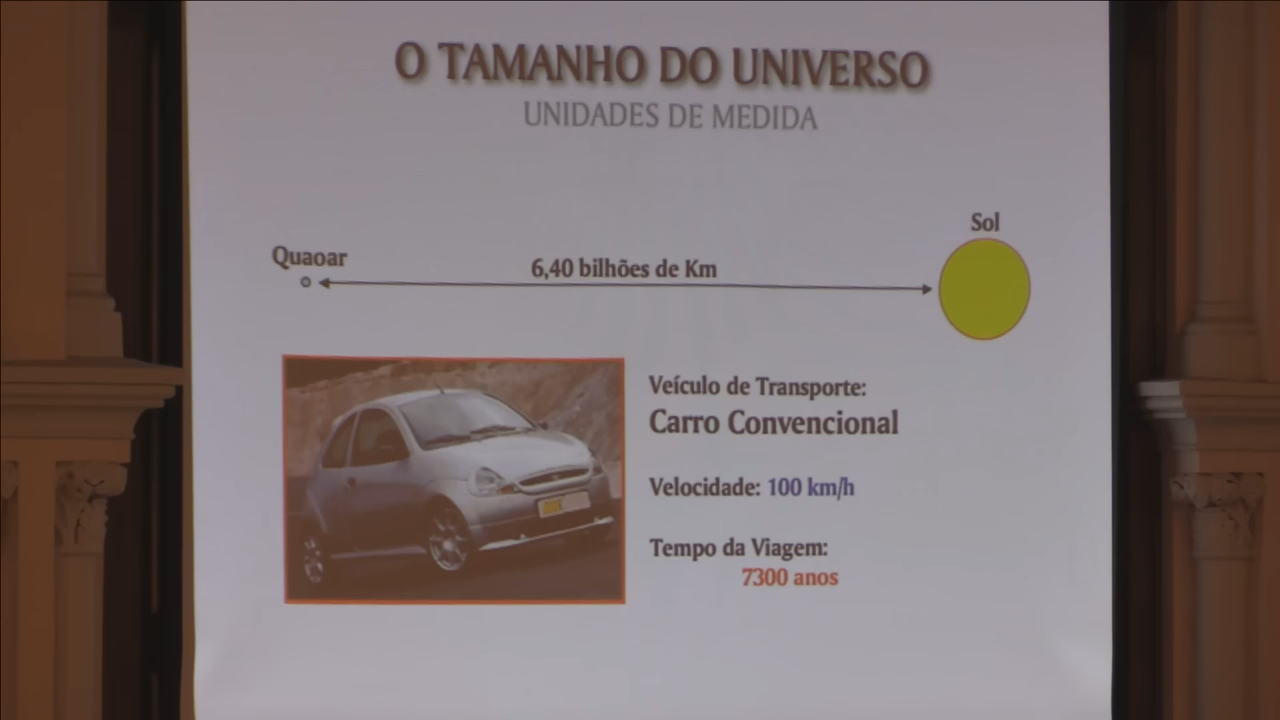 O TAMANHO DO UNIVERSO
UNIDADES DE MEDIDA
Sol
Quaoar
6,40 bilhões de Km
Veículo de Transporte:
Carro Convencional
Velocidade: 100 km/h
Tempo da Viagem:
7300 anos